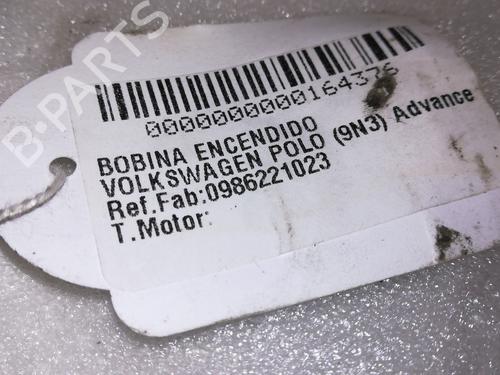 B-PARTS
0000000000164376
BOBINA ENCENDIDO
VOLKSWAGEN POLO (9N3) Advance
Ref.Fab:0986221023
T.Motor: